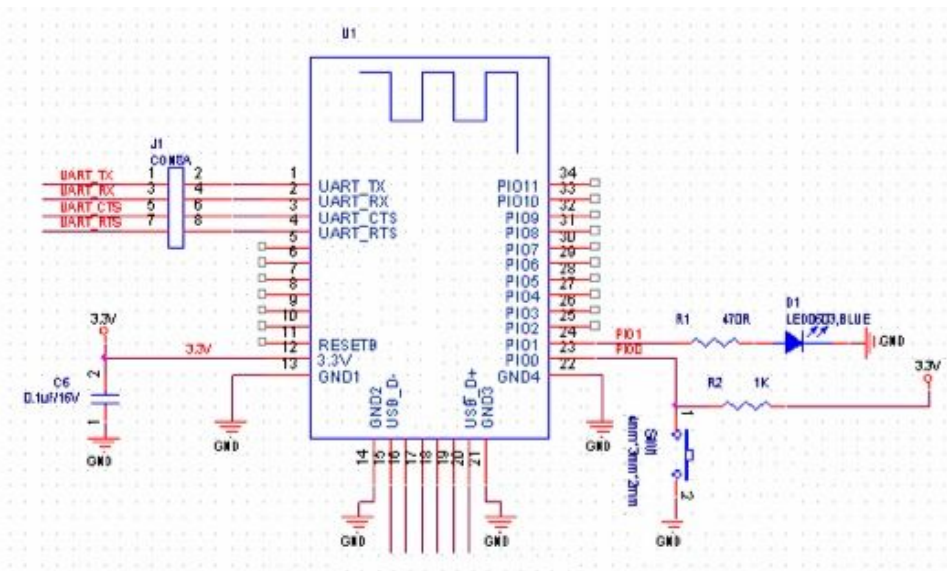 U1
J1
CON8A
UART_TX 1 2 1 UART_TX
UART_RX 3 4 2 UART_RX
UART_CTS 5 6 3 UART_CTS
UART_RTS 7 8 4 UART_RTS
5
6
7
8
9
10
11 RESETB
3.3V 12 3.3V
13 GND1
34 PIO11
33 PIO10
32 PIO9
31 PIO8
30 PIO7
29 PIO6
28 PIO5
27 PIO4
26 PIO3
25 PIO2
24 PIO1
23 PIO0
22 GND4
3.3V
C6
0.1uF/16V
2
1
GND
GND
GND2
USB_D-
USB_D+
GND3
14 15 16 17 18 19 20 21
GND
GND
GND
PIO1
PIO0
R1 470R
D1
LED0603,BLUE
GND
R2 1K
3.3V
1
2
4mm*3mm*2mm
GND